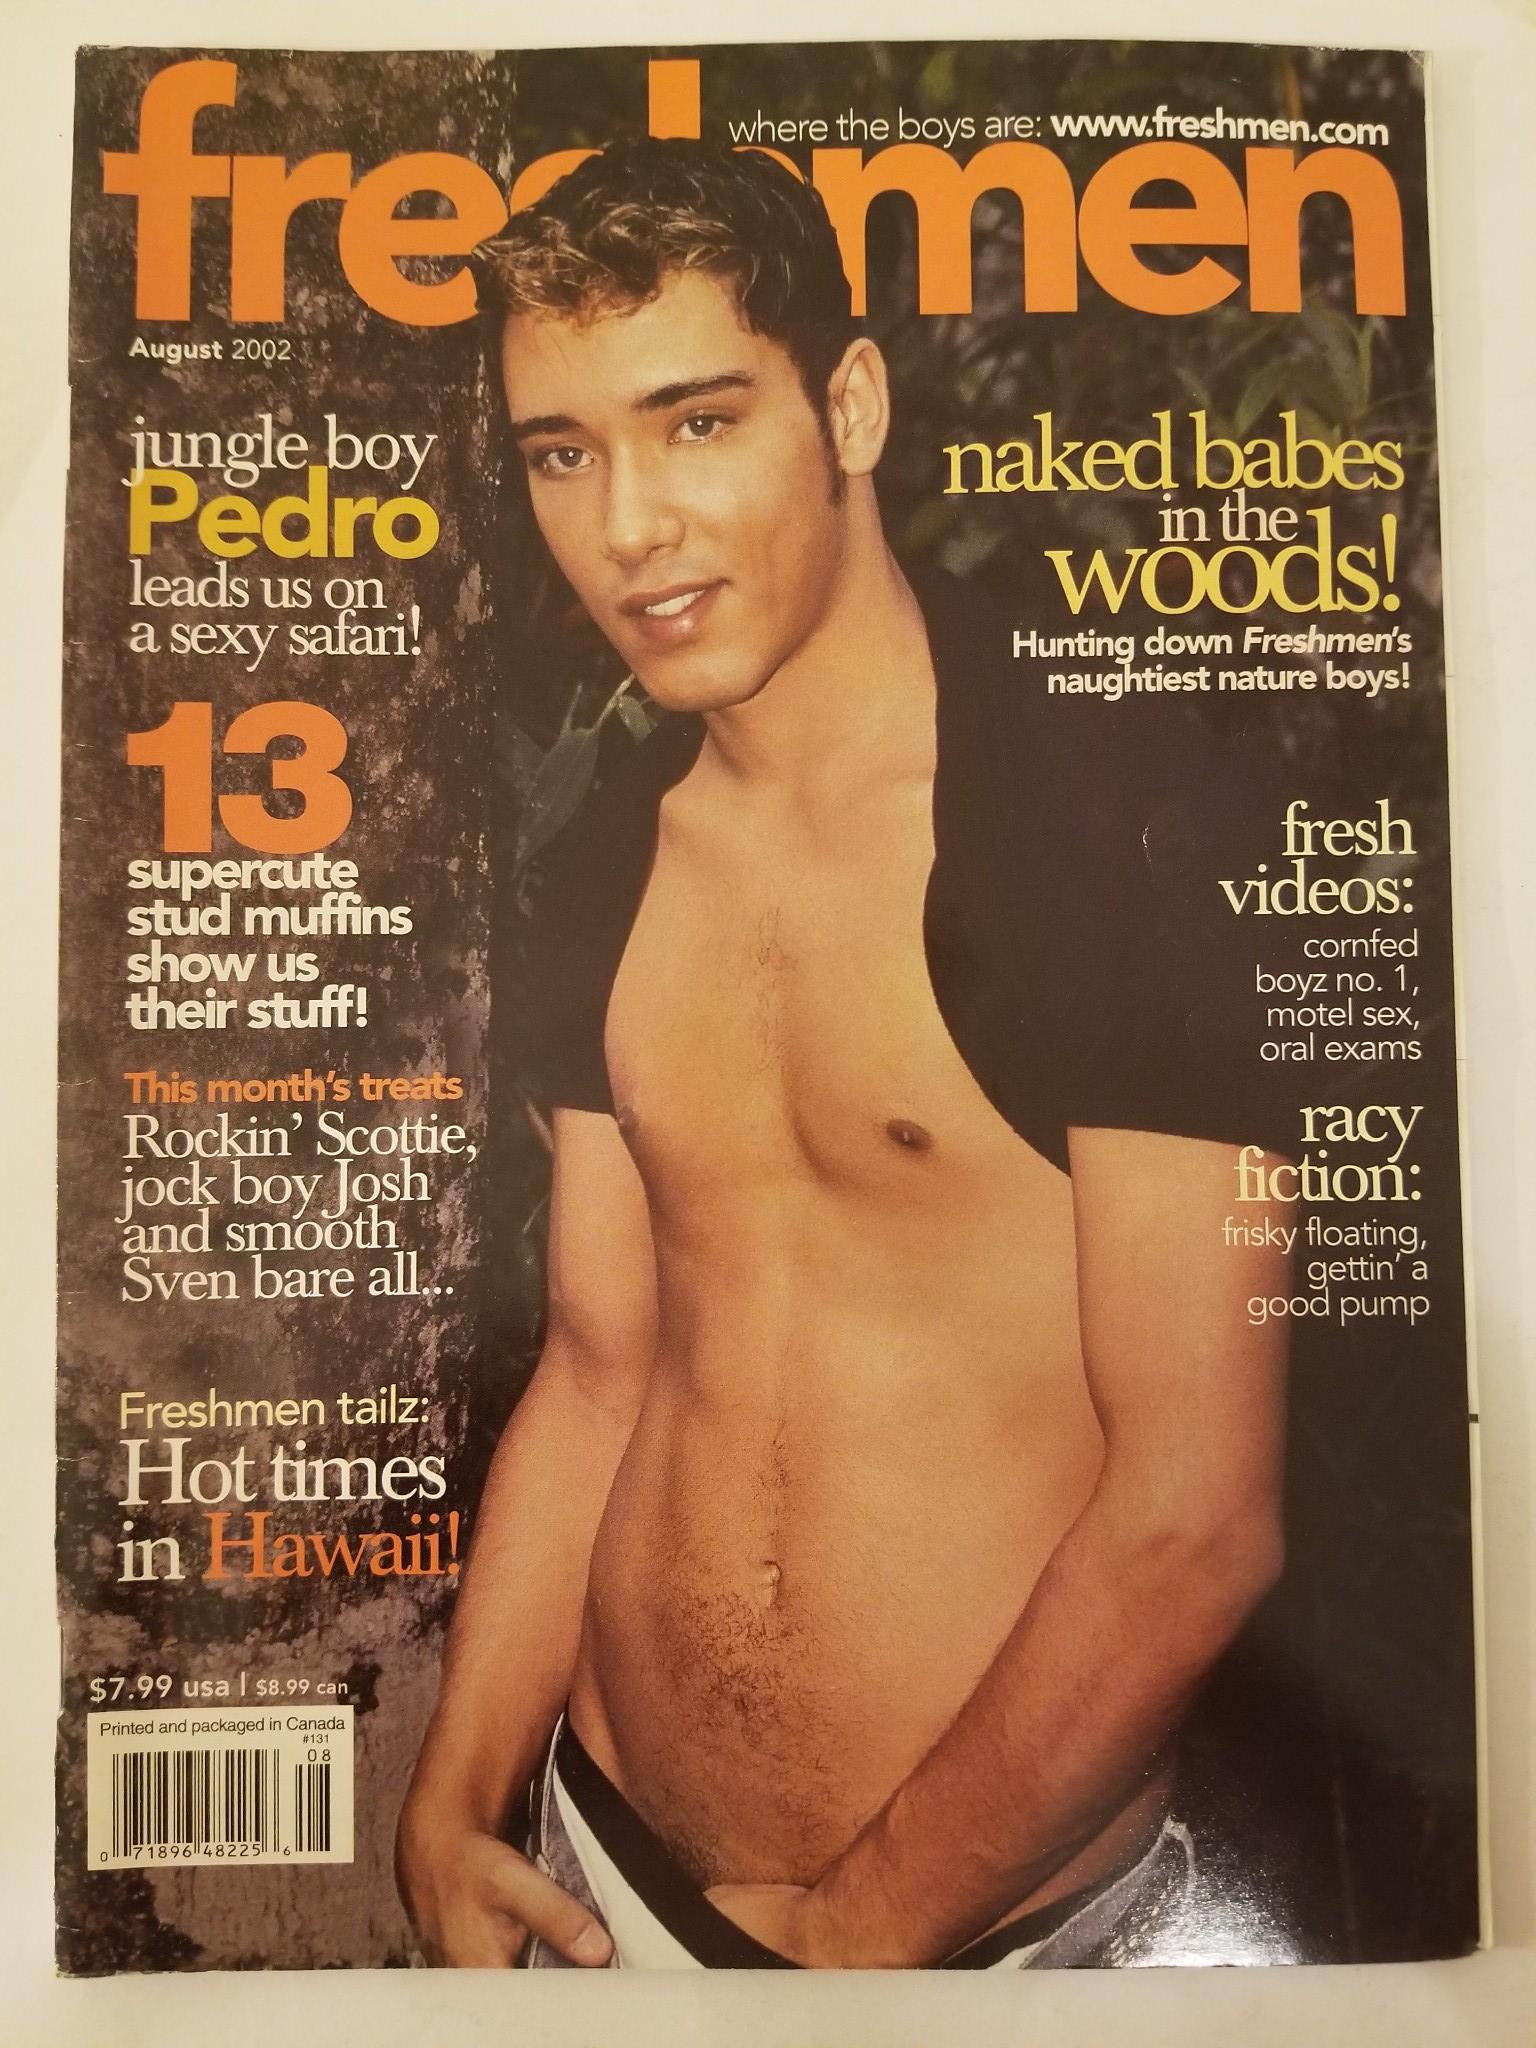 where the boys are: www.freshmen.com
freshmen
August 2002
jungle boy
Pedro
leads us on
a sexy safari!
13
supercute
stud muffins
show us
their stuff!
This month's treats
Rockin' Scottie,
jock boy Josh
and smooth
Sven bare all...
Freshmen tailz:
Hot times
in Hawaii!
$7.99 usa | $8.99 can
Printed and packaged in Canada
#131
08
0 71896 48225 6
naked babes
in the
woods!
Hunting down Freshmen's
naughtiest nature boys!
fresh
videos:
cornfed
boyz no. 1,
motel sex,
oral exams
racy
fiction:
frisky floating,
gettin' a
good pump